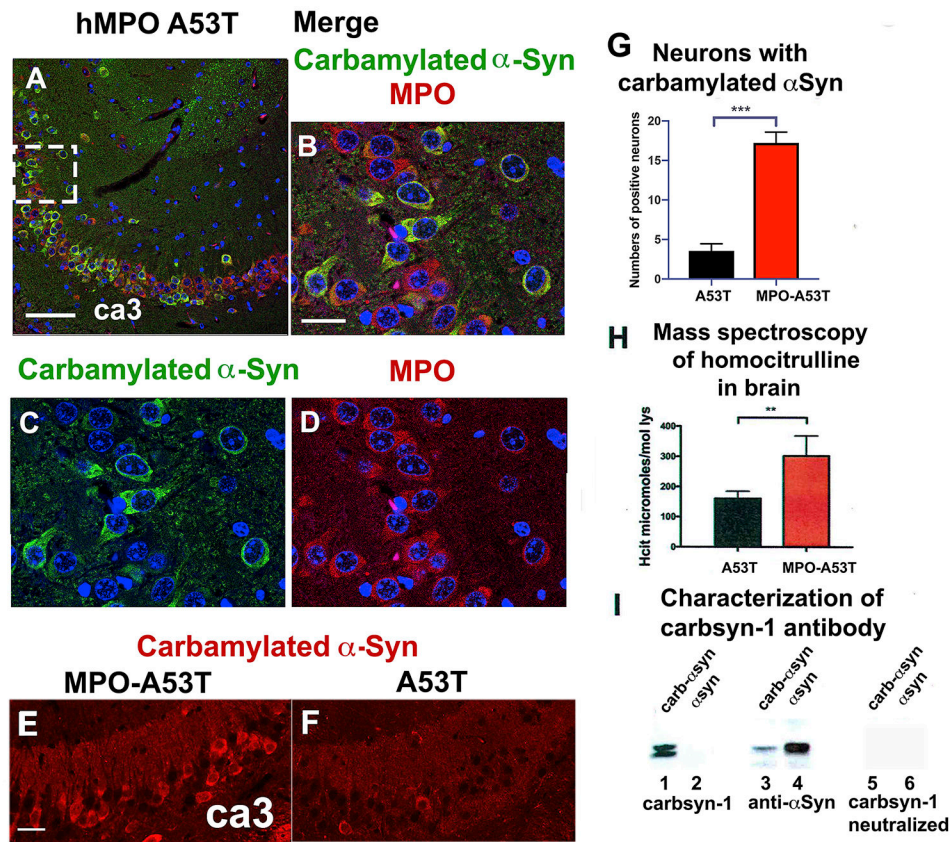 hMPO A53T
A
ca3
Merge
Carbamylated α-Syn
MPO
B
Carbamylated α-Syn
C
MPO
D
Carbamylated α-Syn
MPO-A53T
A53T
E
ca3
F
G
Neurons with
carbamylated αSyn
***
Numbers of positive neurons
20
15
10
5
0
A53T
MPO-A53T
H
Mass spectroscopy
of homocitrulline
in brain
**
Hcit micromoles/mol lys
400
300
200
100
0
A53T
MPO-A53T
I
Characterization of
carbsyn-1 antibody
carb-αsyn
αsyn
carb-αsyn
αsyn
carb-αsyn
αsyn
1 2
3 4
5 6
carbsyn-1
anti-αSyn
carbsyn-1
neutralized